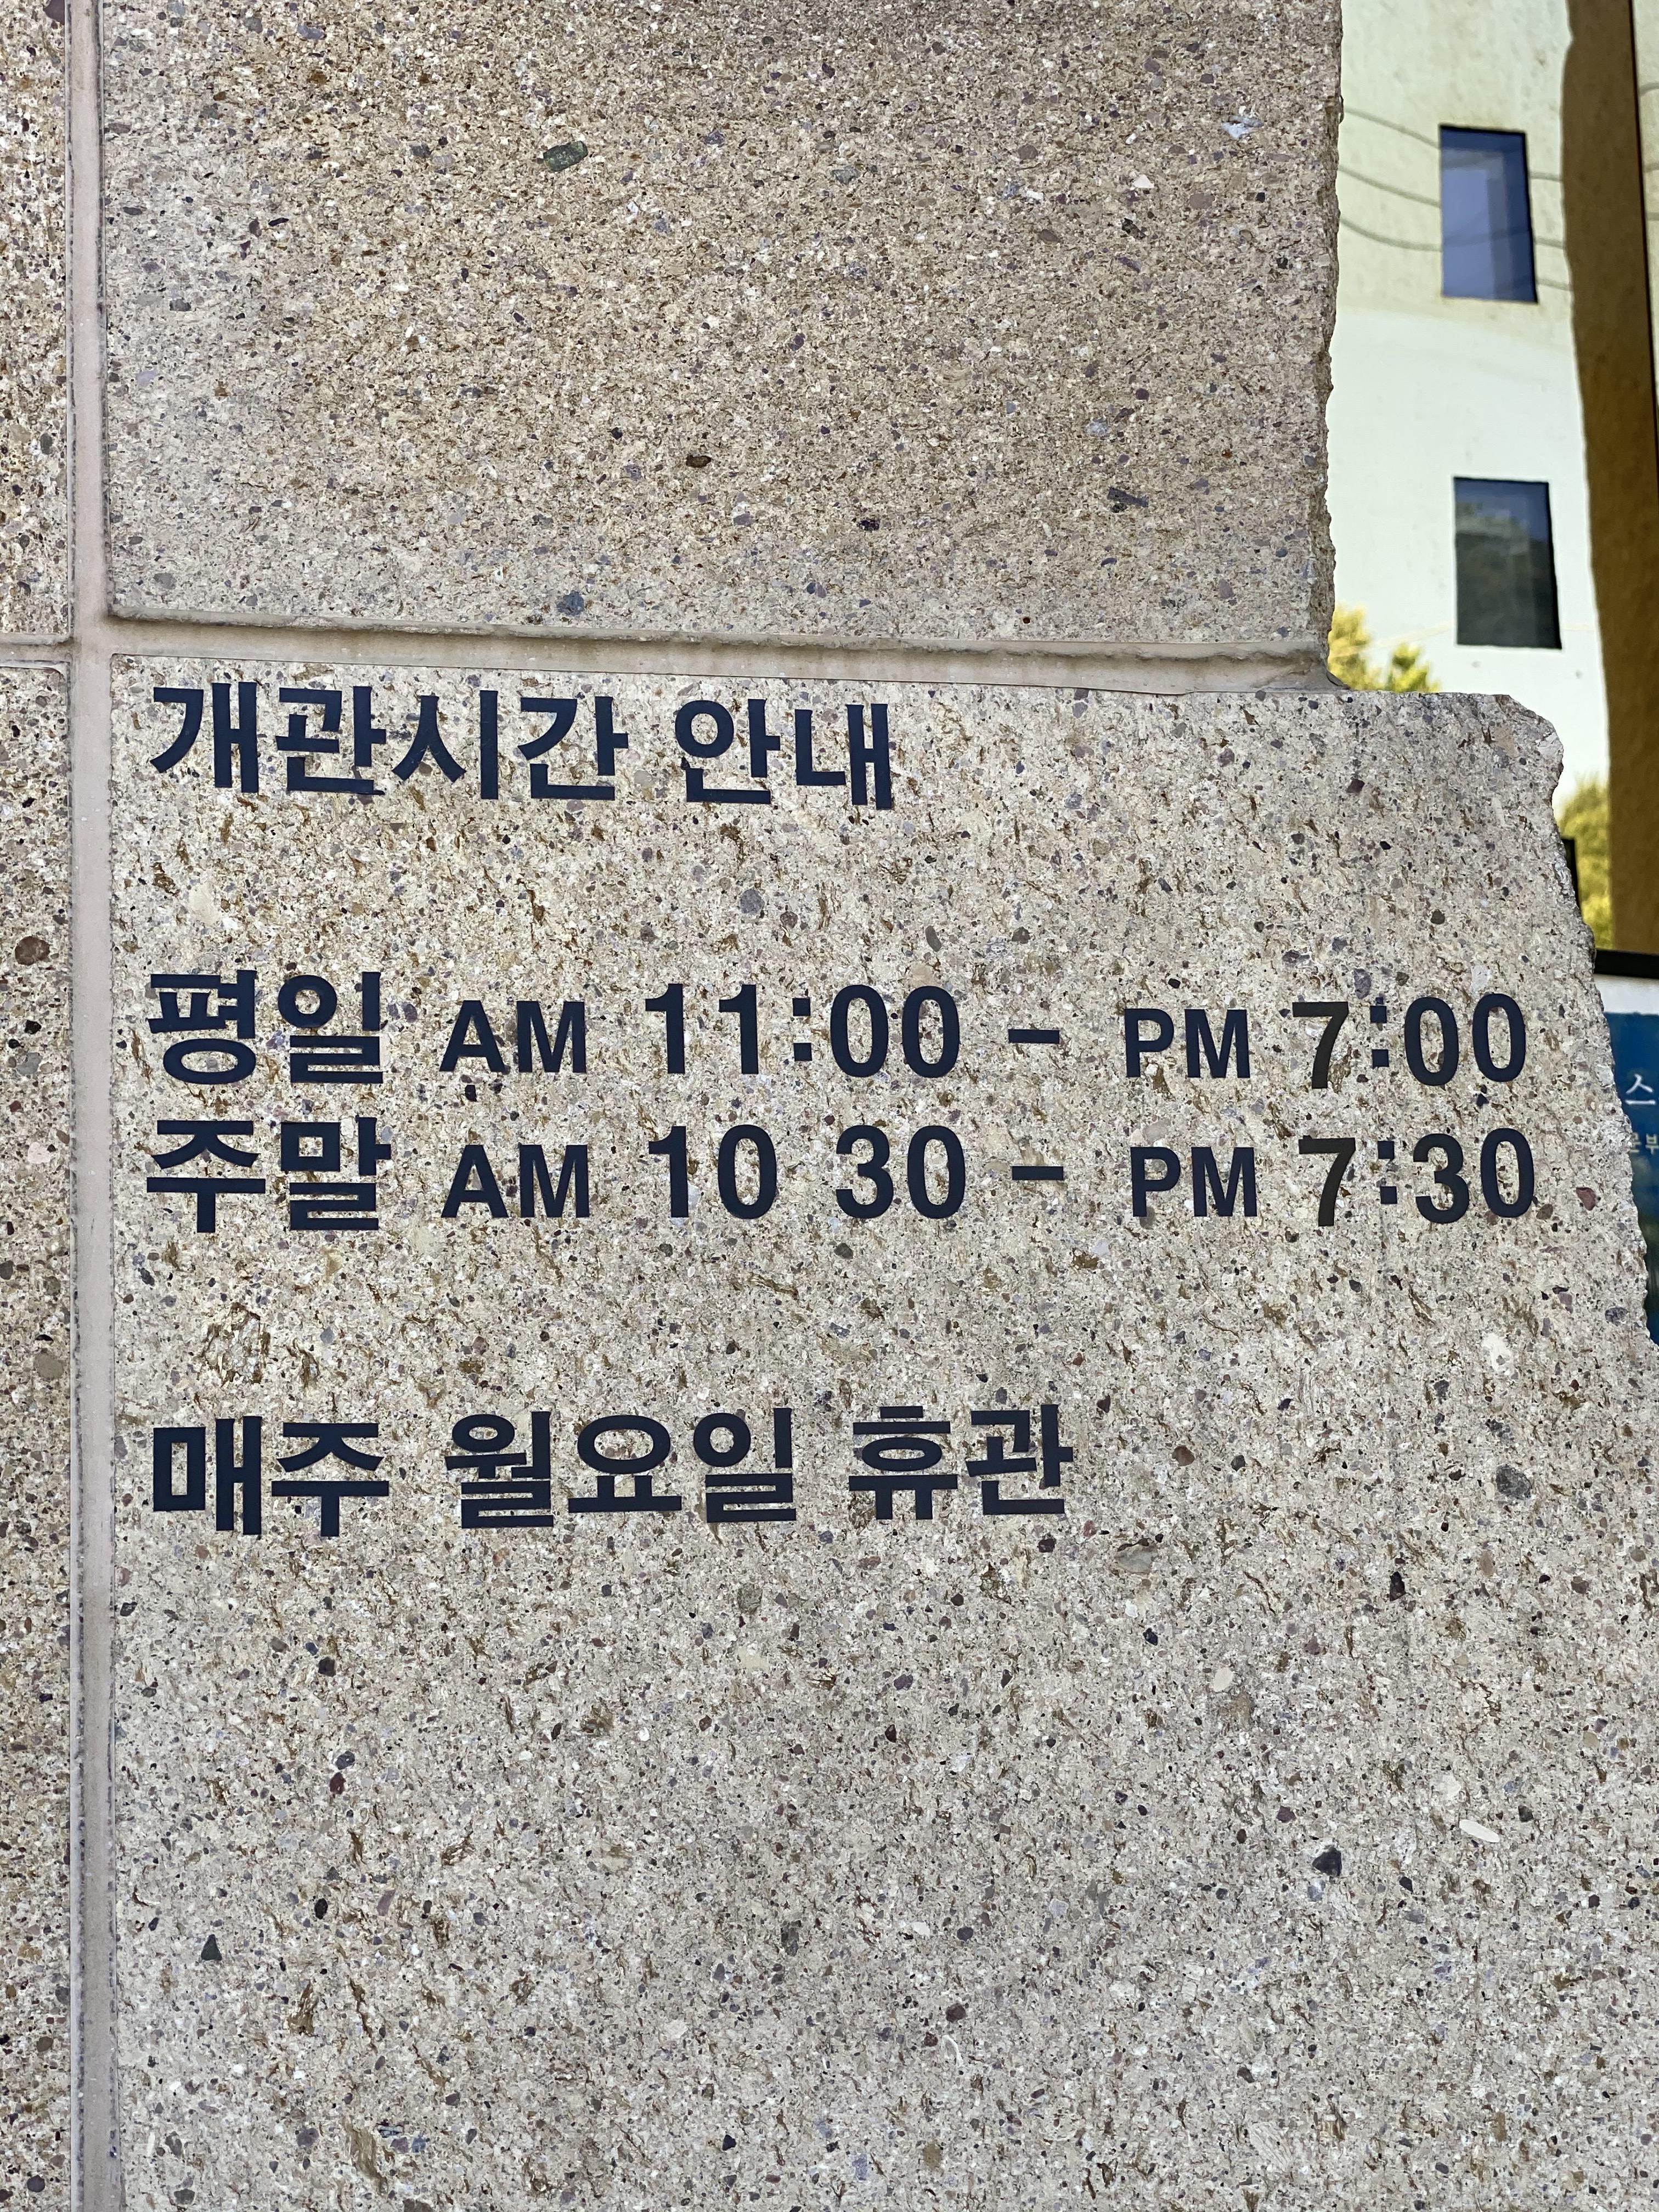 개관시간 안내
평일 AM 11:00 - PM 7:00
주말 AM 10 30 - PM 7:30
매주 월요일 휴관
스